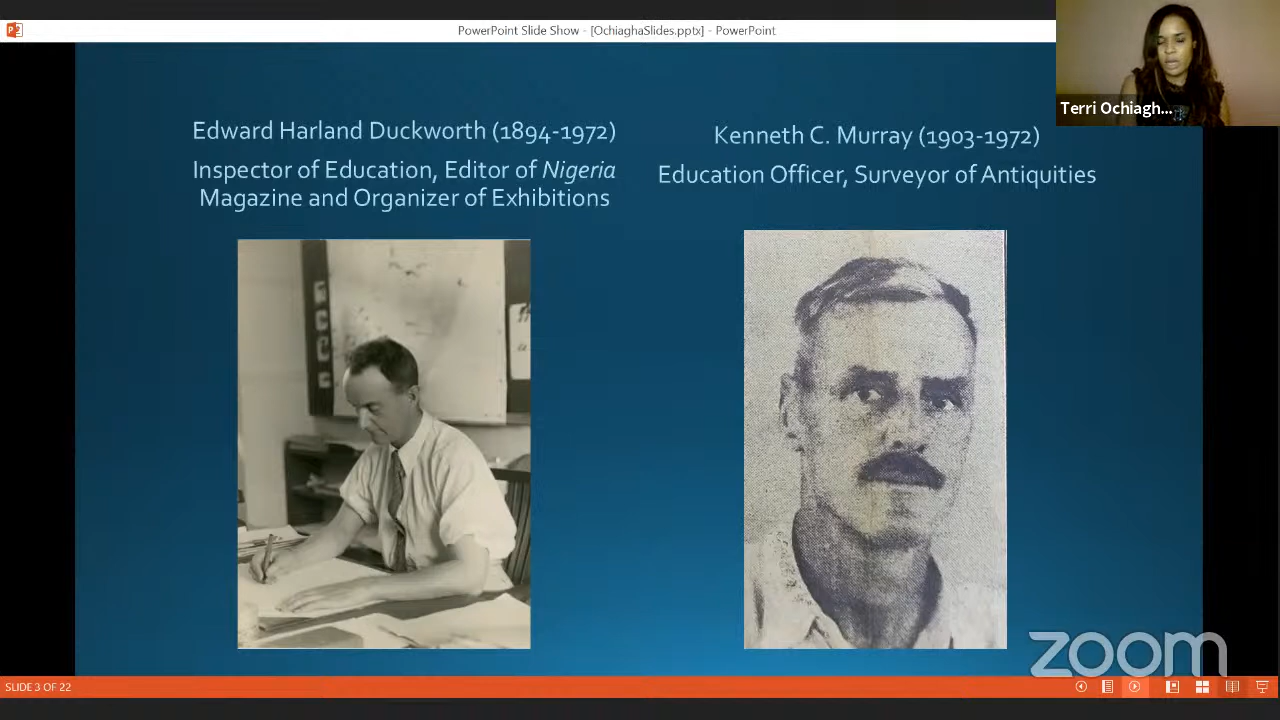 PowerPoint Slide Show - [OchiaghaSlides.pptx] - PowerPoint
Terri Ochiagh...
Edward Harland Duckworth (1894-1972)
Inspector of Education, Editor of Nigeria
Magazine and Organizer of Exhibitions
Kenneth C. Murray (1903-1972)
Education Officer, Surveyor of Antiquities
zoom
SLIDE 3 OF 22